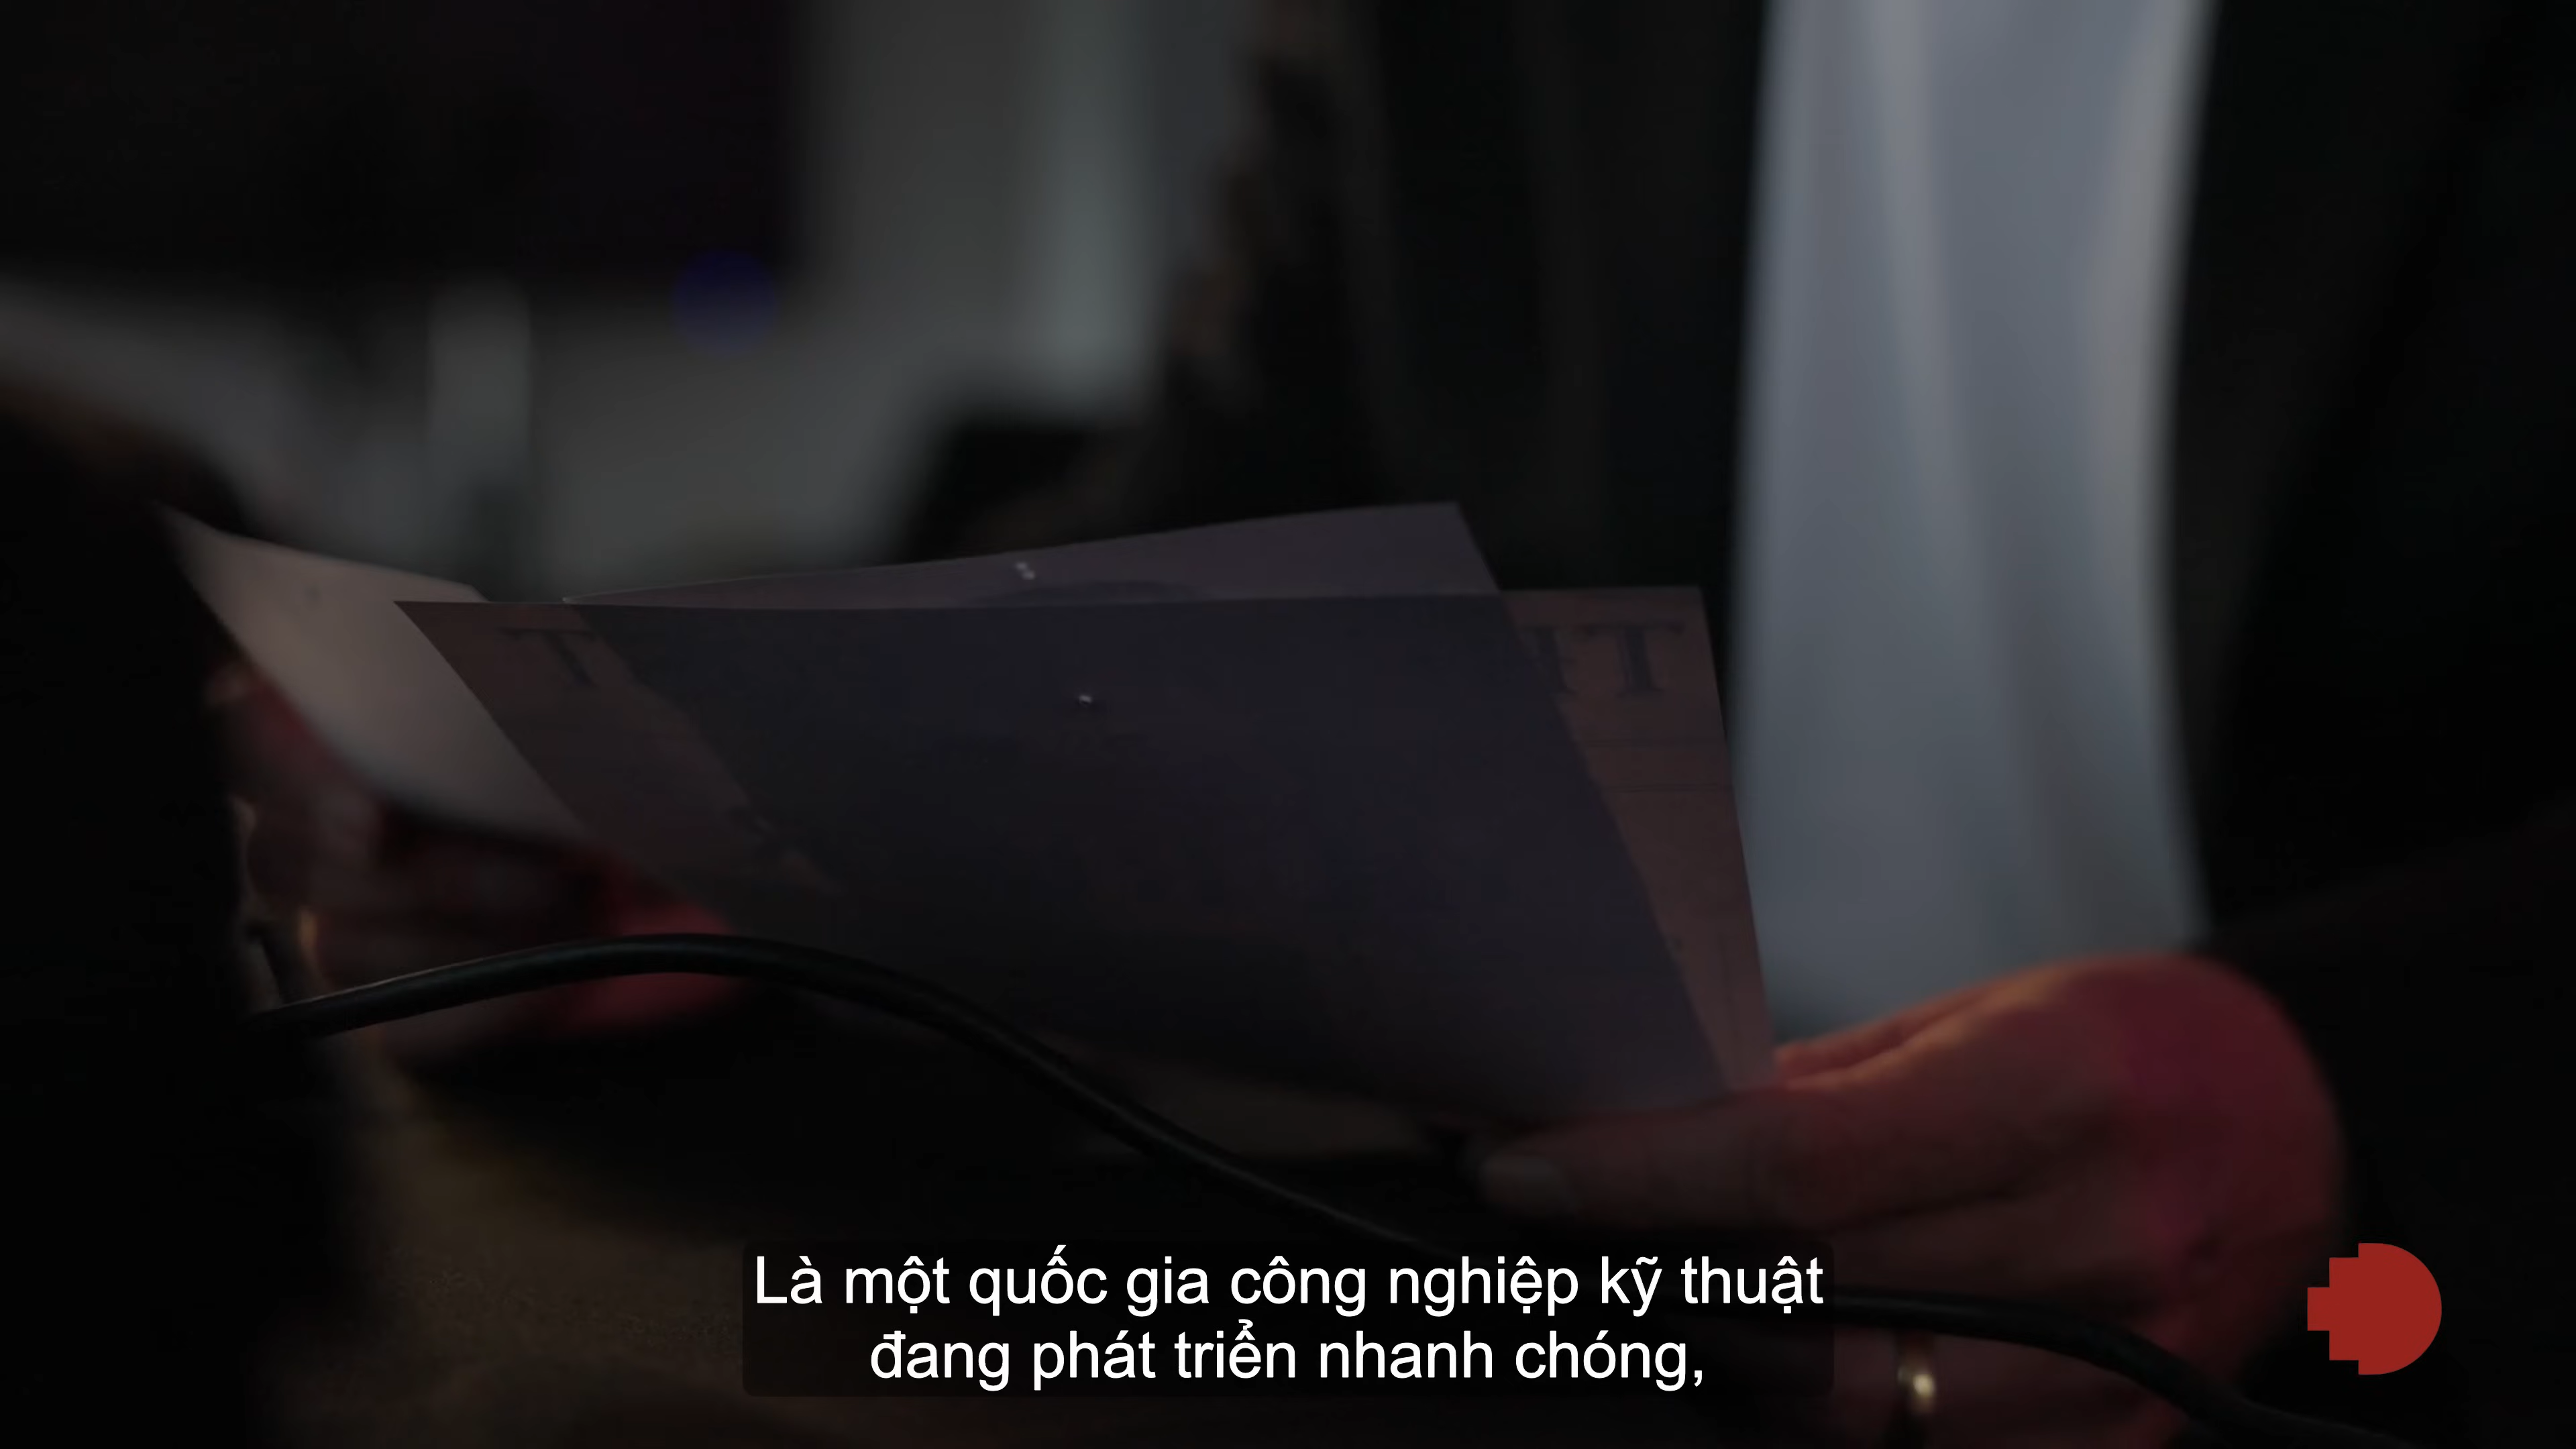 Là một quốc gia công nghiệp kỹ thuật
đang phát triển nhanh chóng,